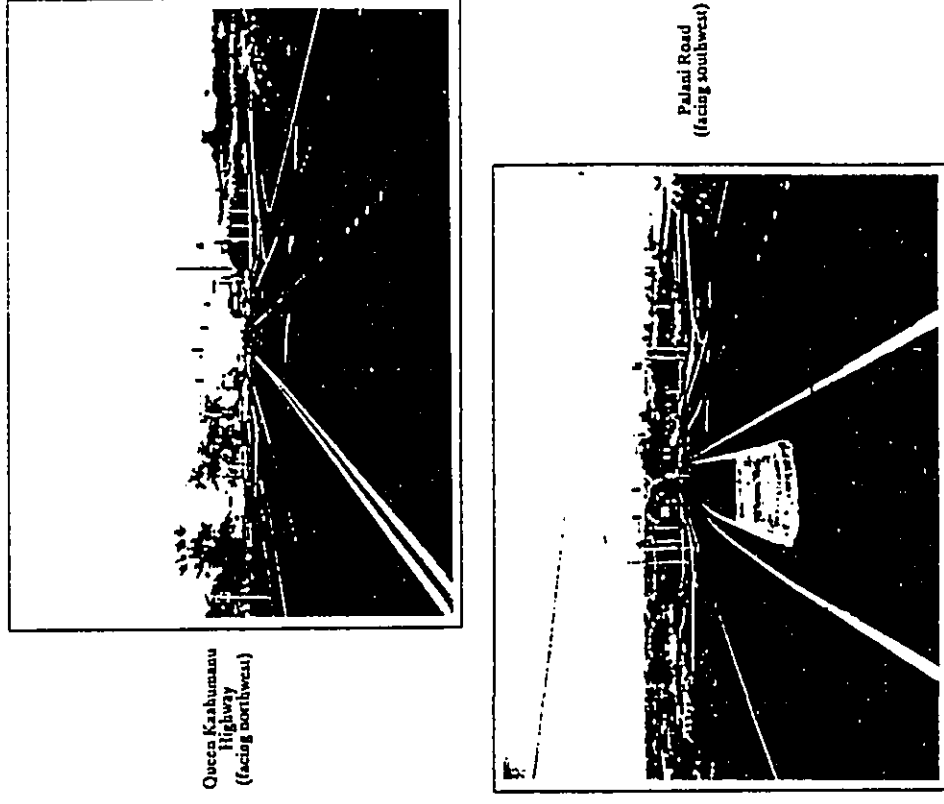 Queen Kaahumanu
Highway
(facing northwest)
Palani Road
(facing southwest)